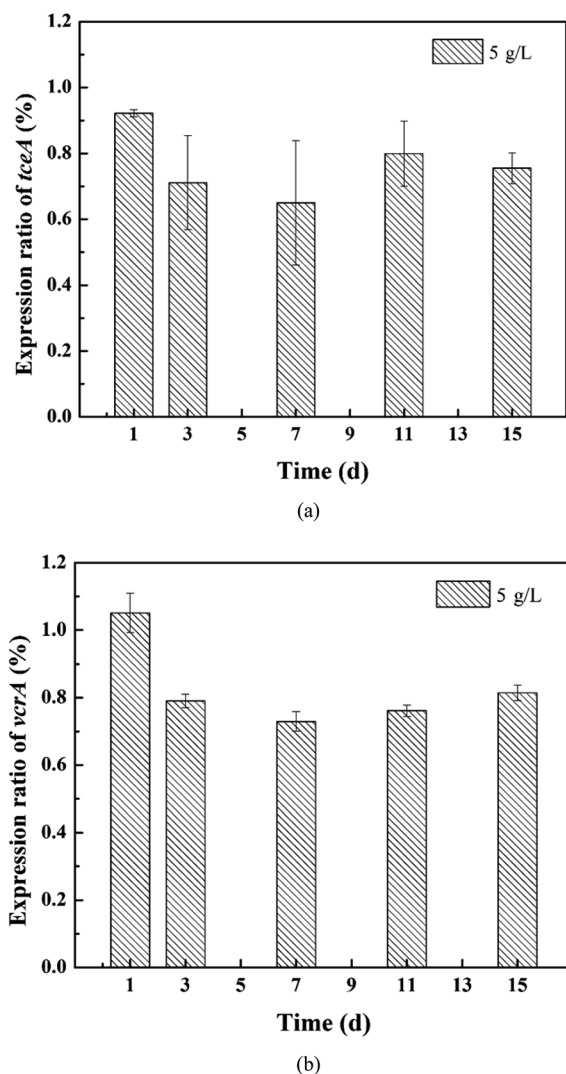 1.2
1.0
0.8
0.6
0.4
0.2
0.0
Expression ratio of tceA (%)
5 g/L
1 3 5 7 9 11 13 15
Time (d)
(a)
1.2
1.0
0.8
0.6
0.4
0.2
0.0
Expression ratio of vcrA (%)
5 g/L
1 3 5 7 9 11 13 15
Time (d)
(b)